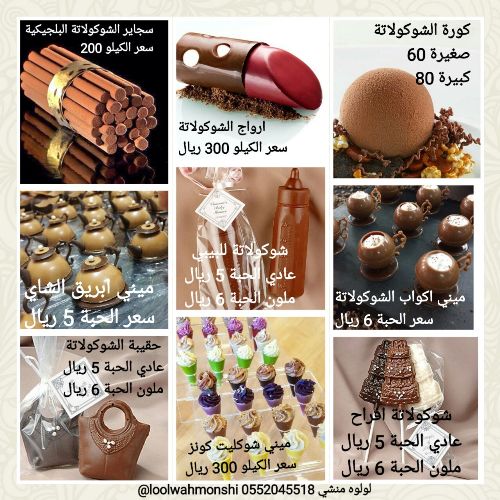 كورة الشوكولاتة
صغيرة 60
كبيرة 80
ارواج الشوكولاتة
سعر الكيلو 300 ريال
سجاير الشوكولاتة البلجيكية
سعر الكيلو 200
ميني اكواب الشوكولاتة
سعر الحبة 6 ريال
شوكولاتة للبيبي
عادي الحبة 5 ريال
ملون الحبة 6 ريال
ميني ابريق الشاي
سعر الحبة 5 ريال
شوكولاتة افراح
عادي الحبة 5 ريال
ملون الحبة 6 ريال
ميني شوكليت كونز
سعر الكيلو 300 ريال
حقيبة الشوكولاتة
عادي الحبة 5 ريال
ملون الحبة 6 ريال
لولوه منشي 0552045518 loolwahmonshi@